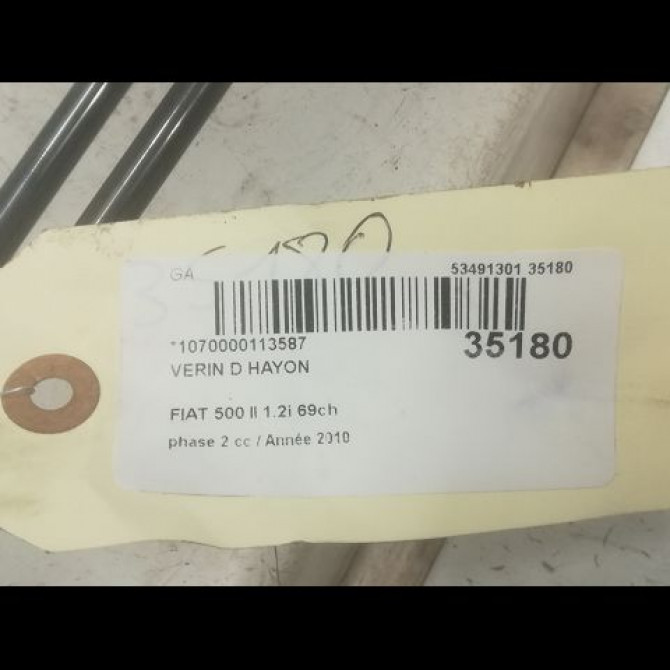 GA 53491301 35180
*1070000113587 35180
VERIN D HAYON
FIAT 500 II 1.2i 69ch
phase 2 cc / Année 2010